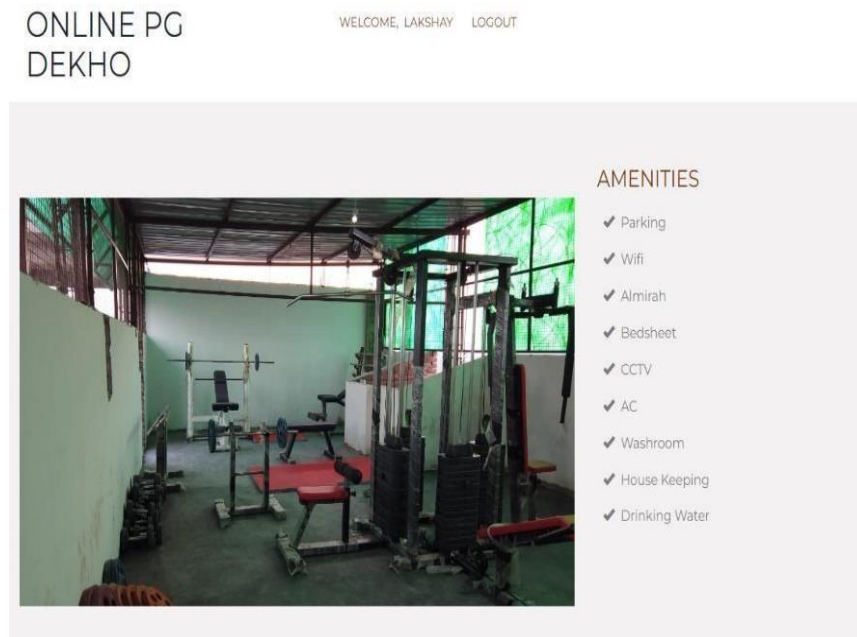 ONLINE PG
DEKHO
WELCOME, LAKSHAY LOGOUT
AMENITIES
Parking
Wifi
Almirah
Bedsheet
CCTV
AC
Washroom
House Keeping
Drinking Water